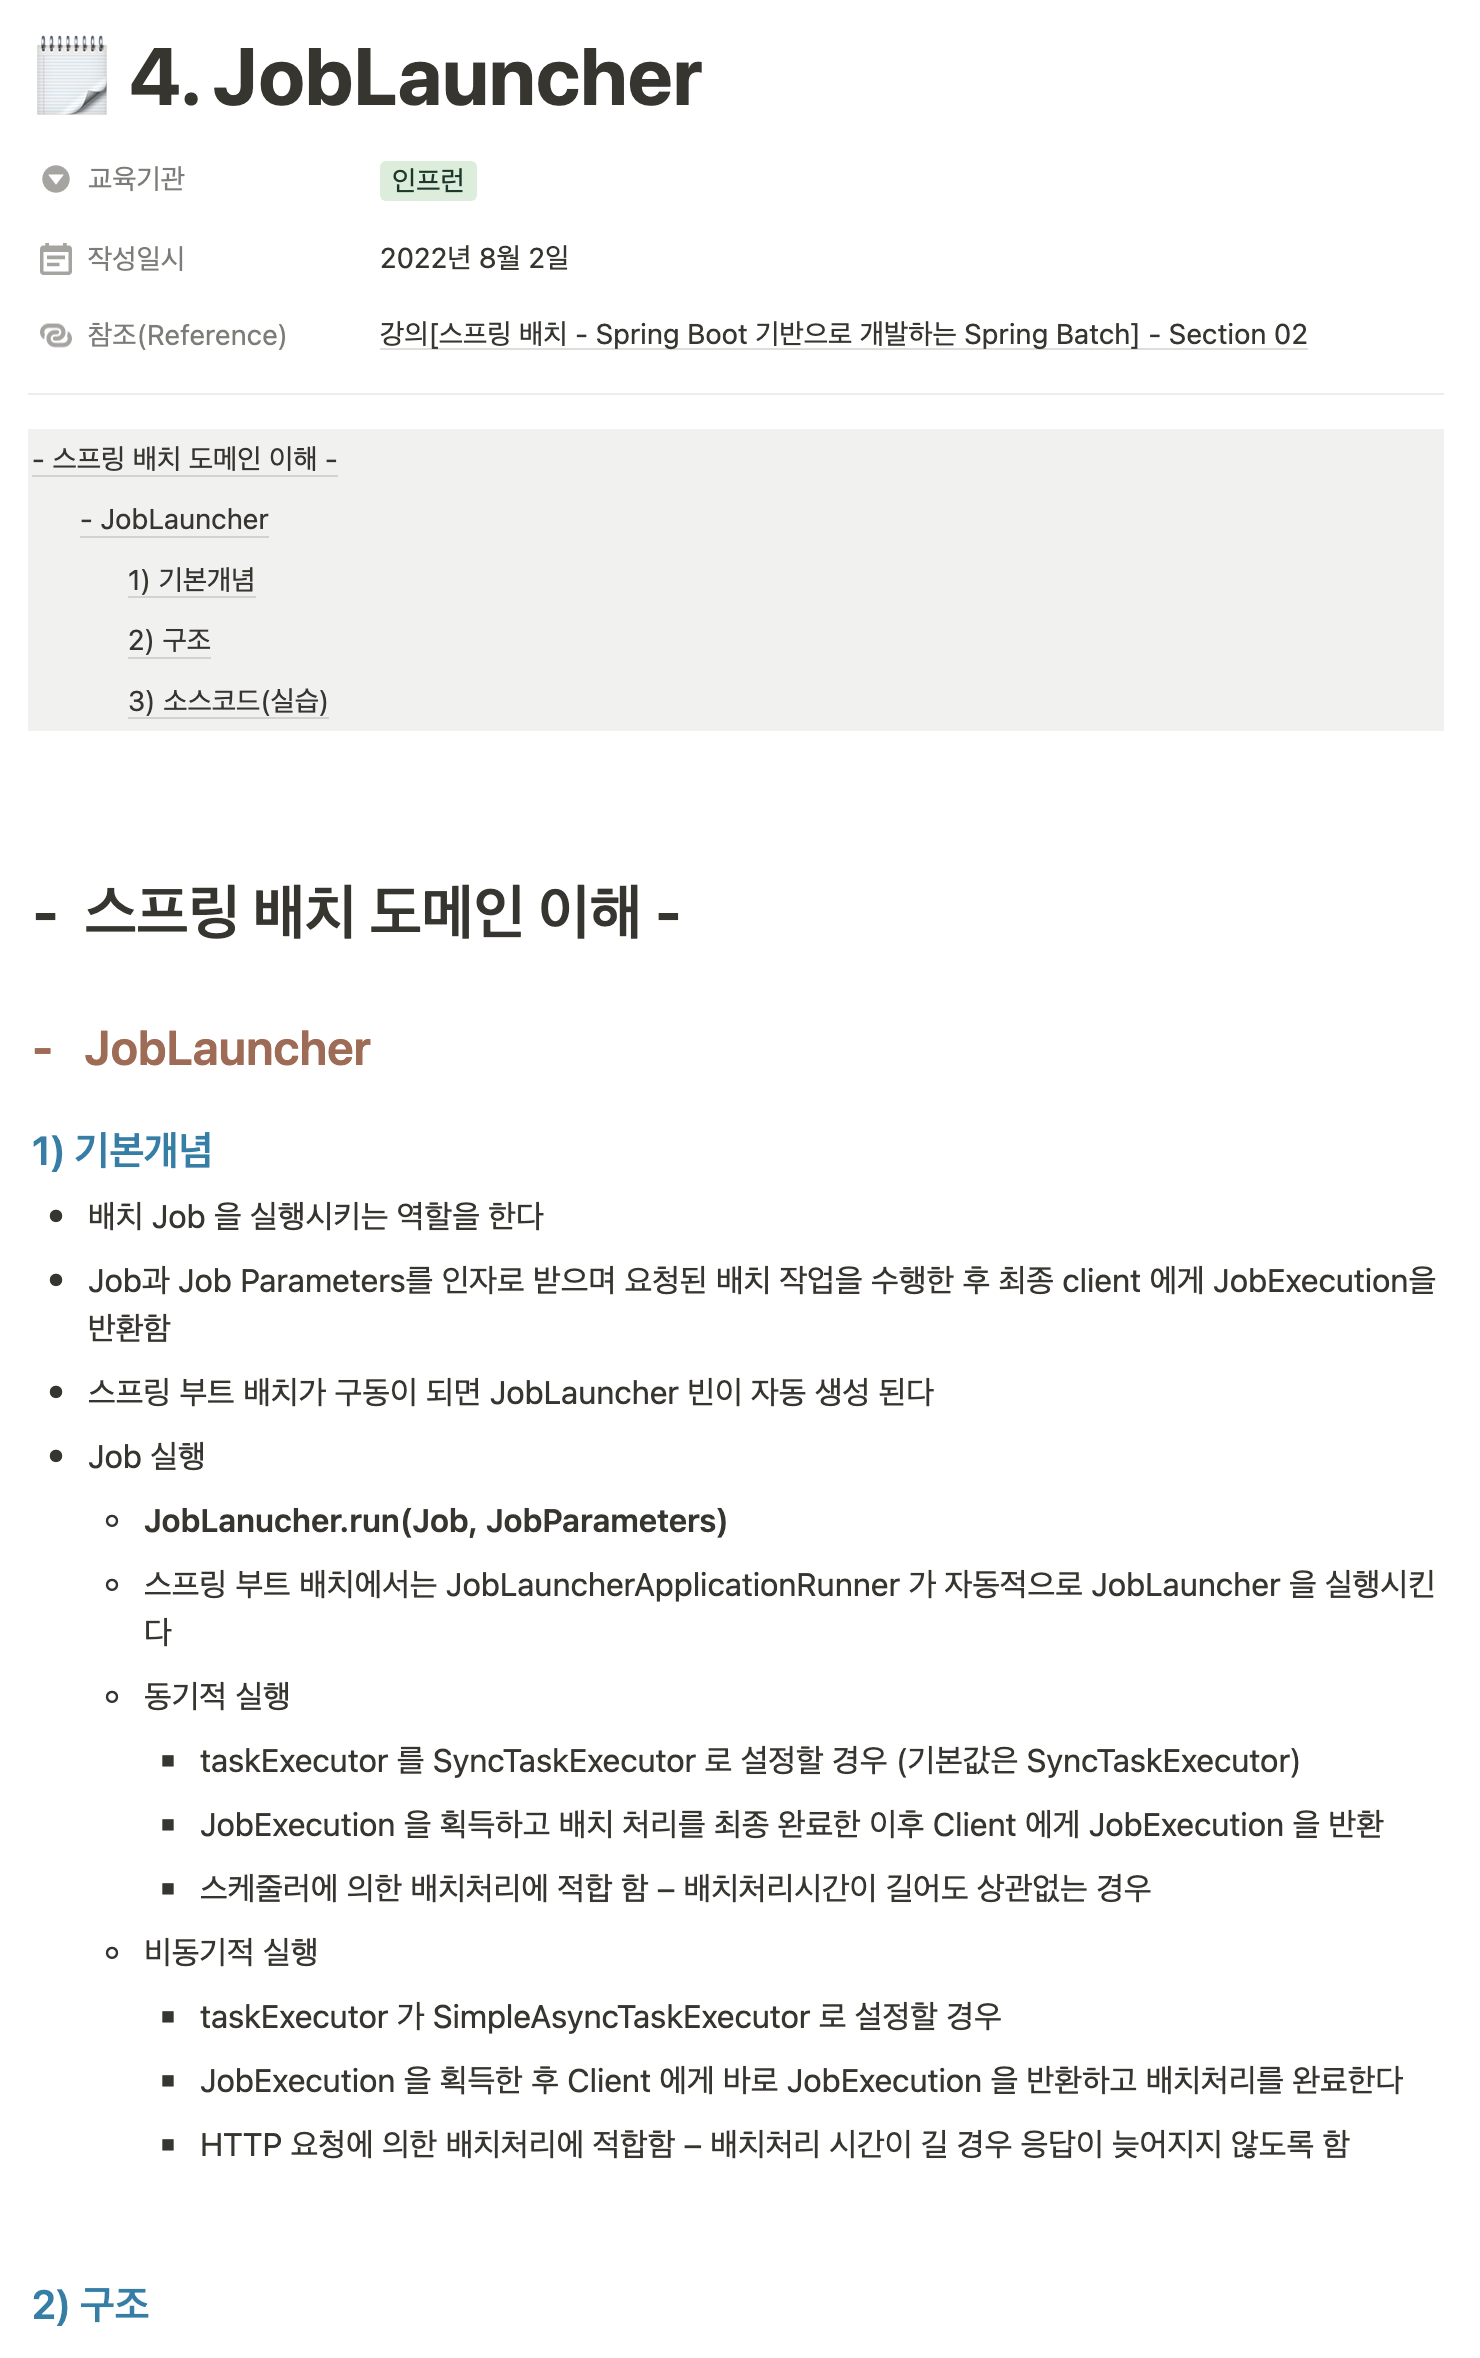 4. JobLauncher
교육기관
인프런
작성일시
2022년 8월 2일
참조(Reference)
강의[스프링 배치 - Spring Boot 기반으로 개발하는 Spring Batch] - Section 02
- 스프링 배치 도메인 이해 -
- JobLauncher
1) 기본개념
2) 구조
3) 소스코드(실습)
- 스프링 배치 도메인 이해 -
- JobLauncher
1) 기본개념
• 배치 Job 을 실행시키는 역할을 한다
• Job과 Job Parameters를 인자로 받으며 요청된 배치 작업을 수행한 후 최종 client 에게 JobExecution을
반환함
• 스프링 부트 배치가 구동이 되면 JobLauncher 빈이 자동 생성 된다
• Job 실행
◦ JobLanucher.run(Job, JobParameters)
◦ 스프링 부트 배치에서는 JobLauncherApplicationRunner 가 자동적으로 JobLauncher 을 실행시킨
다
◦ 동기적 실행
▪ taskExecutor 를 SyncTaskExecutor 로 설정할 경우 (기본값은 SyncTaskExecutor)
▪ JobExecution 을 획득하고 배치 처리를 최종 완료한 이후 Client 에게 JobExecution 을 반환
▪ 스케줄러에 의한 배치처리에 적합 함 – 배치처리시간이 길어도 상관없는 경우
◦ 비동기적 실행
▪ taskExecutor 가 SimpleAsyncTaskExecutor 로 설정할 경우
▪ JobExecution 을 획득한 후 Client 에게 바로 JobExecution 을 반환하고 배치처리를 완료한다
▪ HTTP 요청에 의한 배치처리에 적합함 – 배치처리 시간이 길 경우 응답이 늦어지지 않도록 함
2) 구조